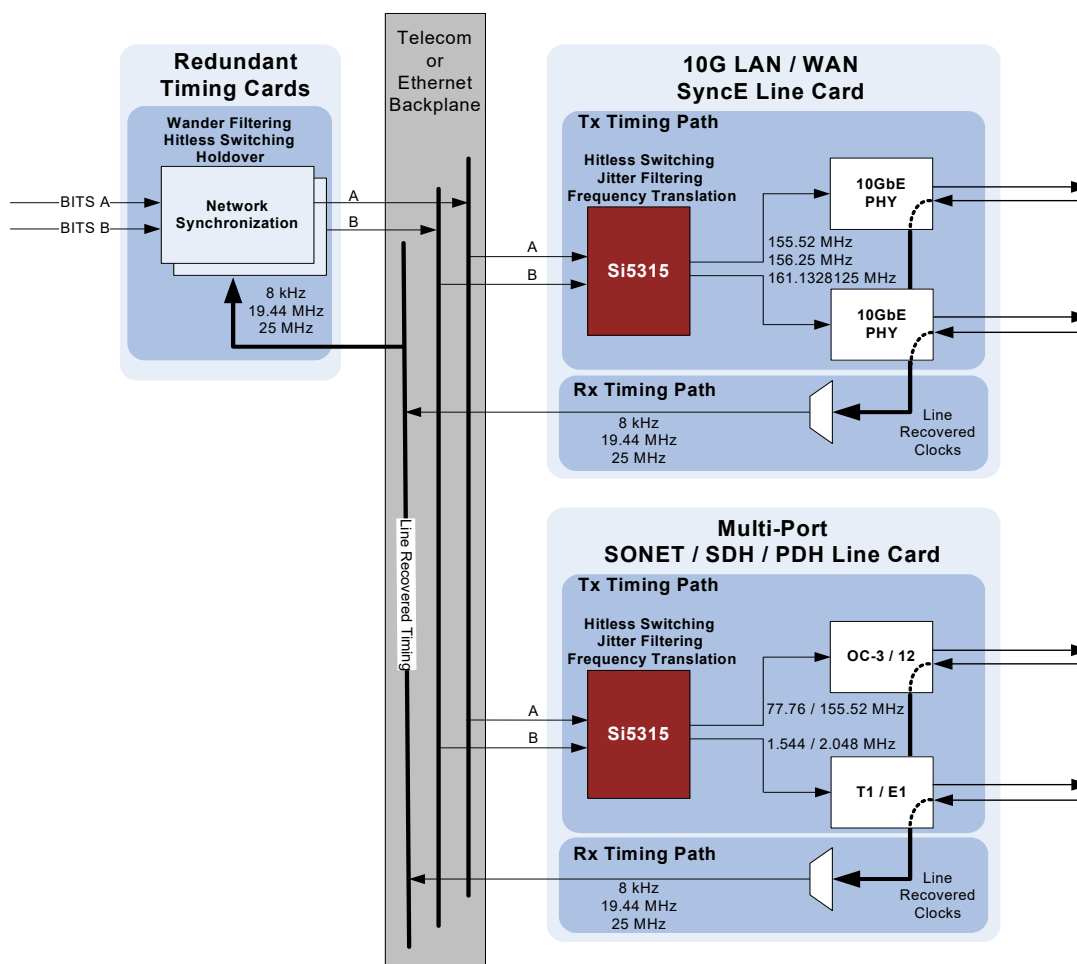 Telecom
or
Ethernet
Backplane
Redundant
Timing Cards
Wander Filtering
Hitless Switching
Holdover
BITS A
BITS B
Network
Synchronization
A
B
8 kHz
19.44 MHz
25 MHz
Line Recovered Timing
10G LAN / WAN
SyncE Line Card
Tx Timing Path
Hitless Switching
Jitter Filtering
Frequency Translation
A
B
Si5315
155.52 MHz
156.25 MHz
161.1328125 MHz
10GbE
PHY
10GbE
PHY
Rx Timing Path
8 kHz
19.44 MHz
25 MHz
Line
Recovered
Clocks
Multi-Port
SONET / SDH / PDH Line Card
Tx Timing Path
Hitless Switching
Jitter Filtering
Frequency Translation
A
B
Si5315
77.76 / 155.52 MHz
1.544 / 2.048 MHz
OC-3 / 12
T1 / E1
Rx Timing Path
8 kHz
19.44 MHz
25 MHz
Line
Recovered
Clocks